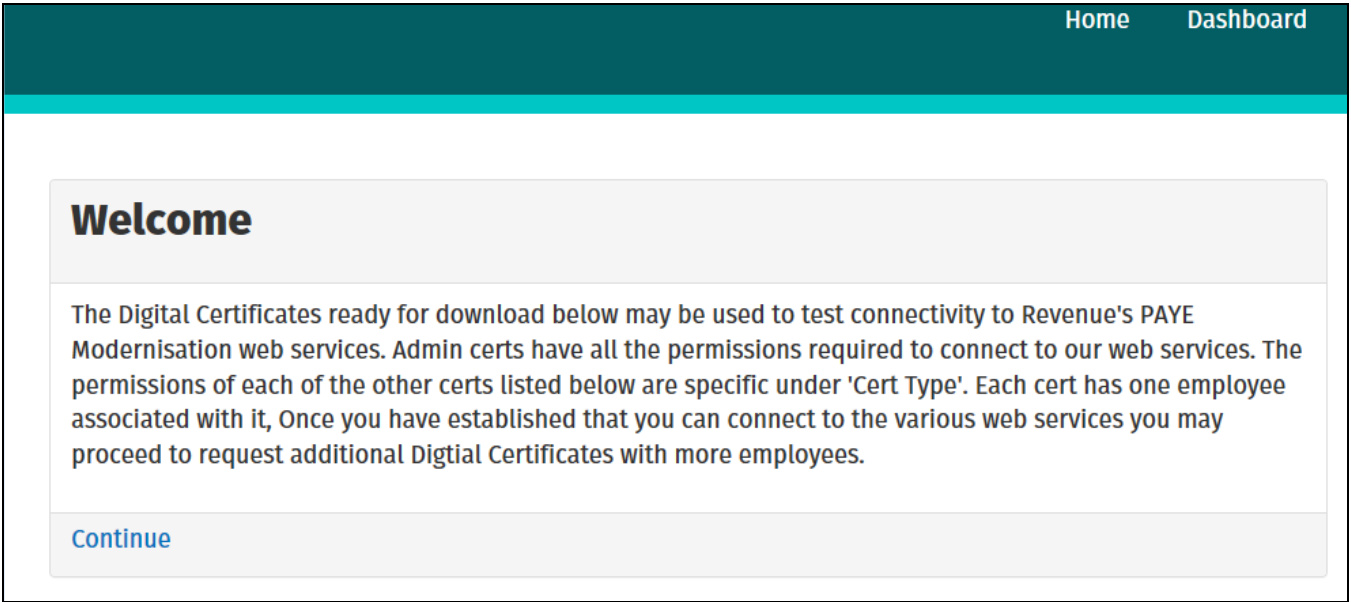 Home Dashboard
Welcome
The Digital Certificates ready for download below may be used to test connectivity to Revenue's PAYE
Modernisation web services. Admin certs have all the permissions required to connect to our web services. The
permissions of each of the other certs listed below are specific under 'Cert Type'. Each cert has one employee
associated with it, Once you have established that you can connect to the various web services you may
proceed to request additional Digtial Certificates with more employees.
Continue